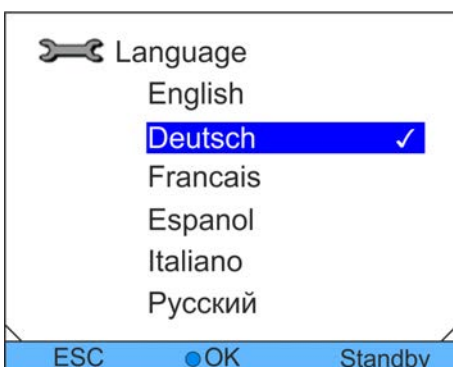 Language
English
Deutsch ✓
Francais
Espanol
Italiano
Русский
ESC OK Standby